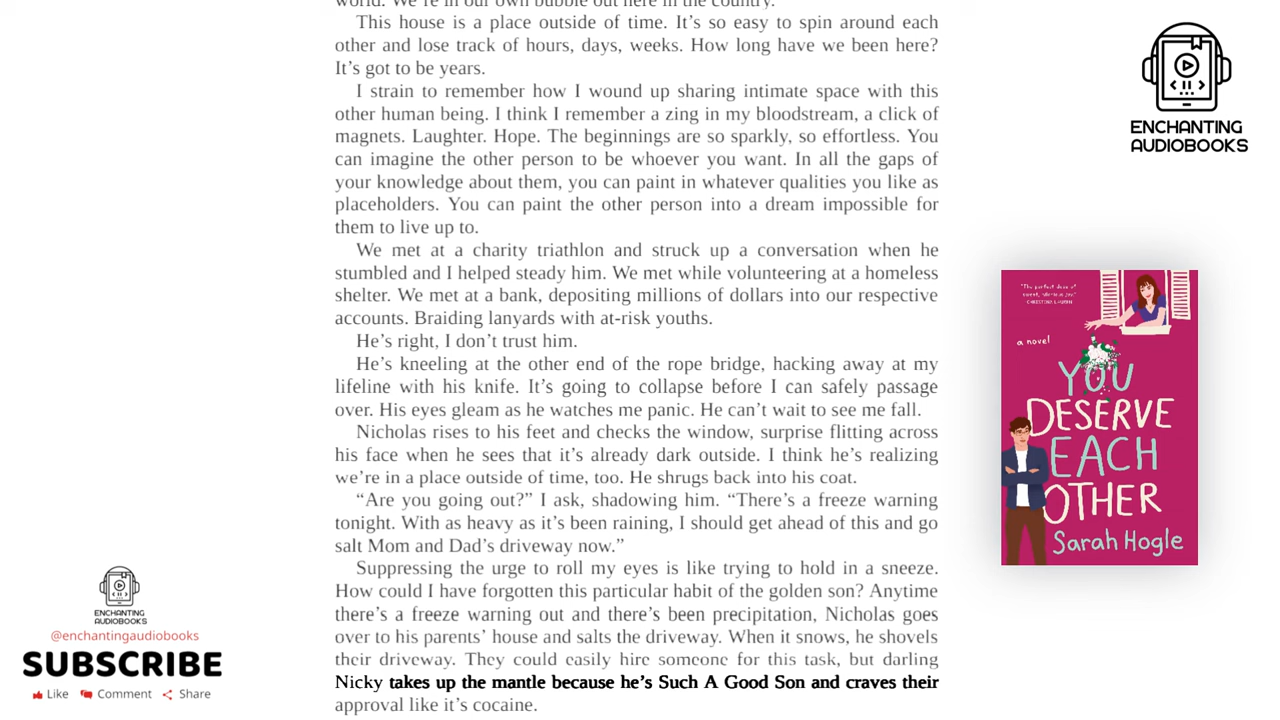 world. We're in our own bubble out here in the country.
This house is a place outside of time. It's so easy to spin around each
other and lose track of hours, days, weeks. How long have we been here?
It's got to be years.
I strain to remember how I wound up sharing intimate space with this
other human being. I think I remember a zing in my bloodstream, a click of
magnets. Laughter. Hope. The beginnings are so sparkly, so effortless. You
can imagine the other person to be whoever you want. In all the gaps of
your knowledge about them, you can paint in whatever qualities you like as
placeholders. You can paint the other person into a dream impossible for
them to live up to.
We met at a charity triathlon and struck up a conversation when he
stumbled and I helped steady him. We met while volunteering at a homeless
shelter. We met at a bank, depositing millions of dollars into our respective
accounts. Braiding lanyards with at-risk youths.
He's right, I don't trust him.
He's kneeling at the other end of the rope bridge, hacking away at my
lifeline with his knife. It's going to collapse before I can safely passage
over. His eyes gleam as he watches me panic. He can't wait to see me fall.
Nicholas rises to his feet and checks the window, surprise flitting across
his face when he sees that it's already dark outside. I think he's realizing
we're in a place outside of time, too. He shrugs back into his coat.
“Are you going out?” I ask, shadowing him. “There's a freeze warning
tonight. With as heavy as it's been raining, I should get ahead of this and go
salt Mom and Dad's driveway now.”
Suppressing the urge to roll my eyes is like trying to hold in a sneeze.
How could I have forgotten this particular habit of the golden son? Anytime
there's a freeze warning out and there's been precipitation, Nicholas goes
over to his parents' house and salts the driveway. When it snows, he shovels
their driveway. They could easily hire someone for this task, but darling
Nicky takes up the mantle because he's Such A Good Son and craves their
approval like it's cocaine.
ENCHANTING
AUDIOBOOKS
a novel
YOU
DESERVE
EACH
OTHER
Sarah Hogle
ENCHANTING
AUDIOBOOKS
@enchantingaudiobooks
SUBSCRIBE
Like Comment Share